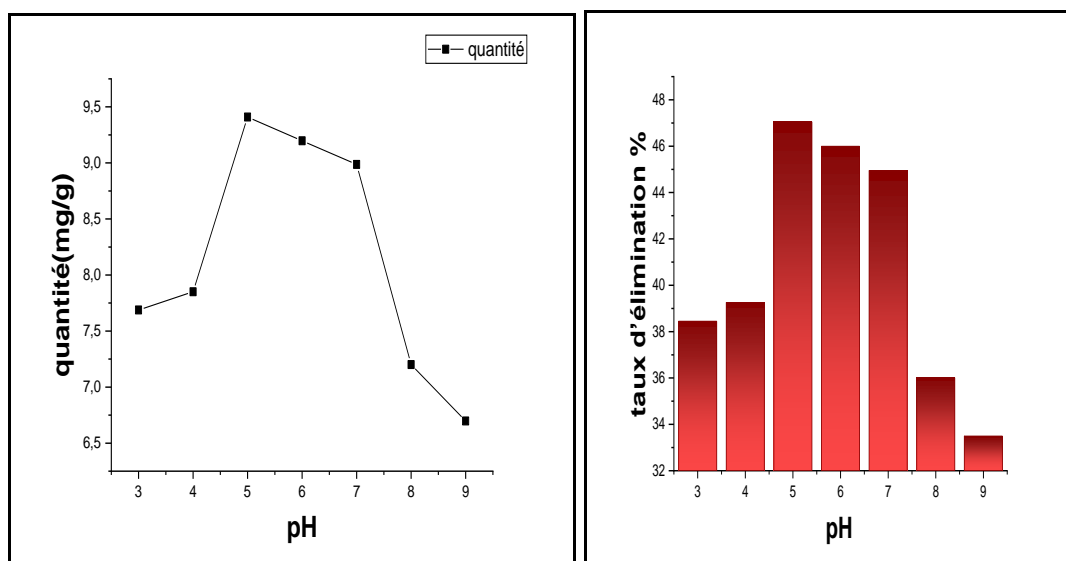 quantité
9,5
9,0
8,5
8,0
7,5
7,0
6,5
quantité(mg/g)
3 4 5 6 7 8 9
pH
48
46
44
42
40
38
36
34
32
taux d'élimination %
3 4 5 6 7 8 9
pH